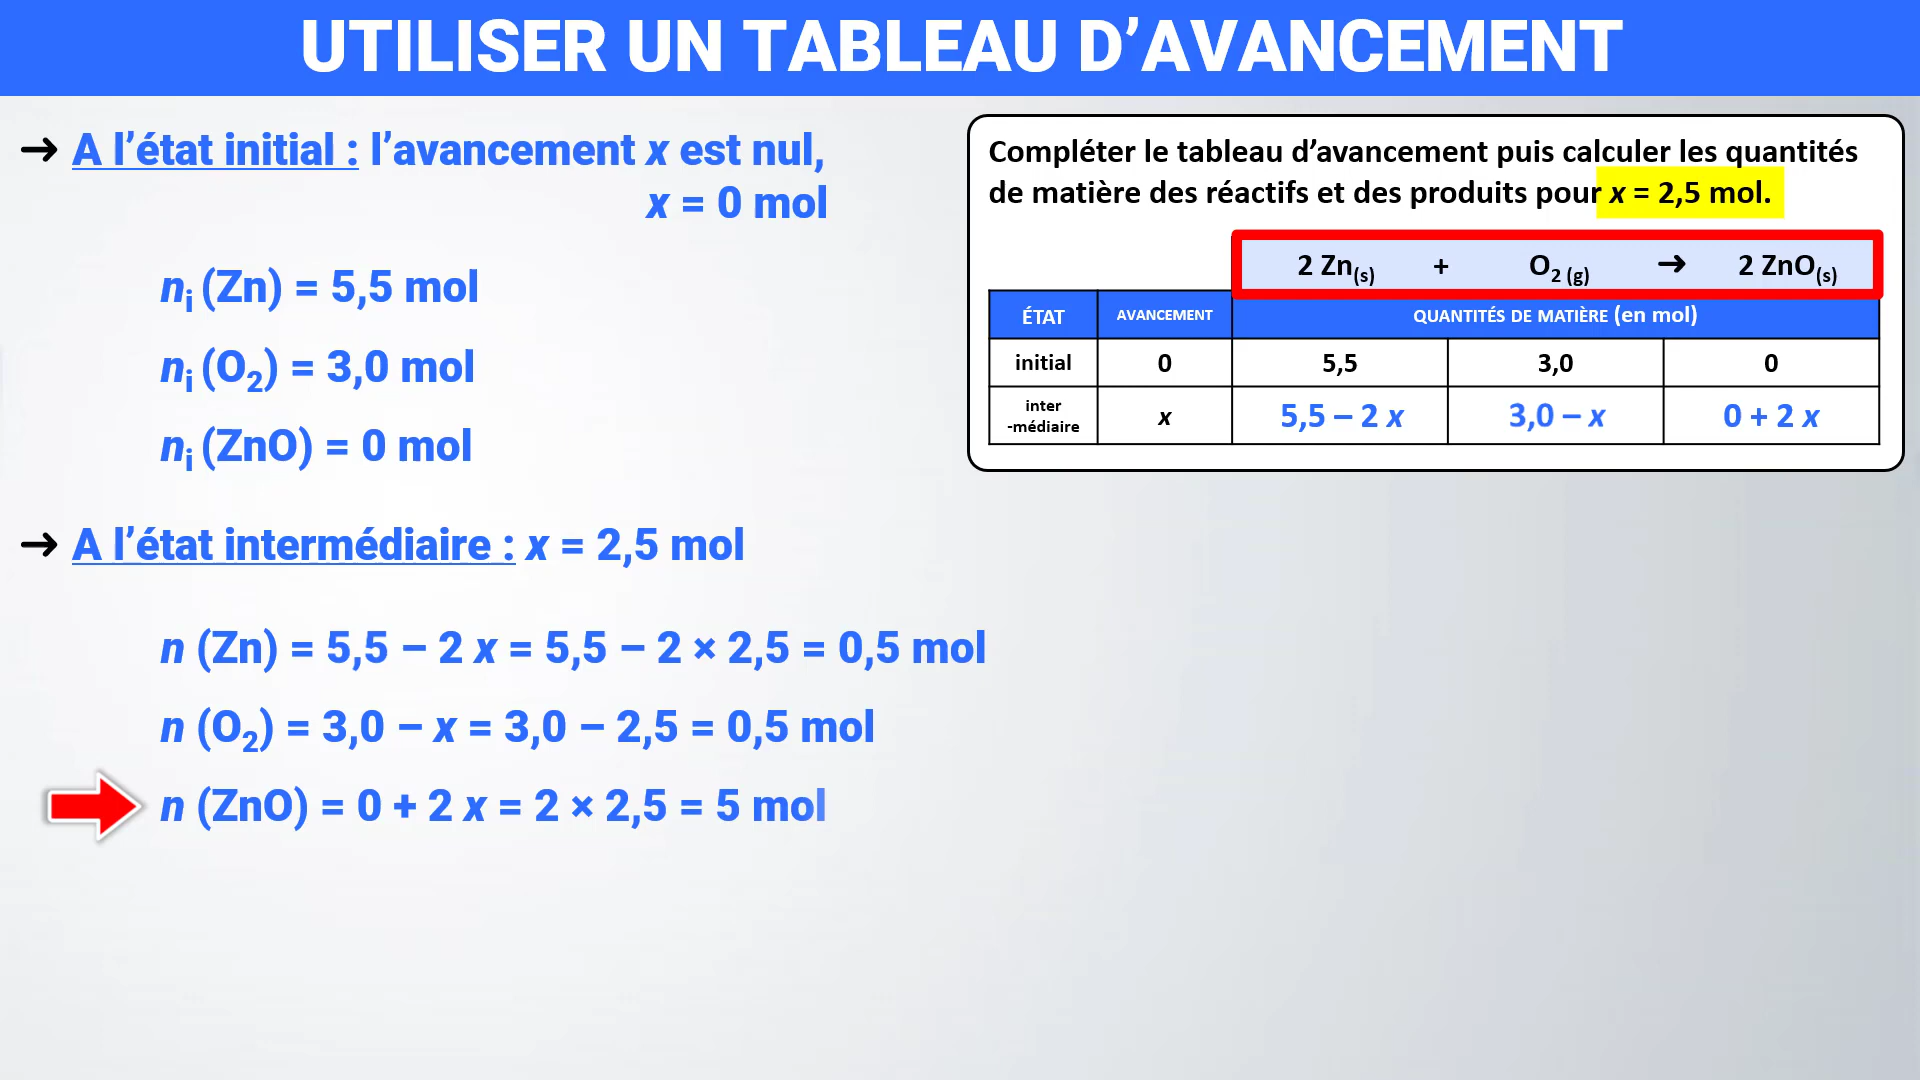 UTILISER UN TABLEAU D’AVANCEMENT
→ A l’état initial : l’avancement x est nul,
x = 0 mol
nᵢ (Zn) = 5,5 mol
nᵢ (O₂) = 3,0 mol
nᵢ (ZnO) = 0 mol
→ A l’état intermédiaire : x = 2,5 mol
n (Zn) = 5,5 – 2 x = 5,5 – 2 × 2,5 = 0,5 mol
n (O₂) = 3,0 – x = 3,0 – 2,5 = 0,5 mol
n (ZnO) = 0 + 2 x = 2 × 2,5 = 5 mol
Compléter le tableau d’avancement puis calculer les quantités
de matière des réactifs et des produits pour x = 2,5 mol.
2 Zn(s) + O₂ (g) → 2 ZnO(s)
ÉTAT AVANCEMENT QUANTITÉS DE MATIÈRE (en mol)
initial 0 5,5 3,0 0
inter
-médiaire x 5,5 – 2 x 3,0 – x 0 + 2 x